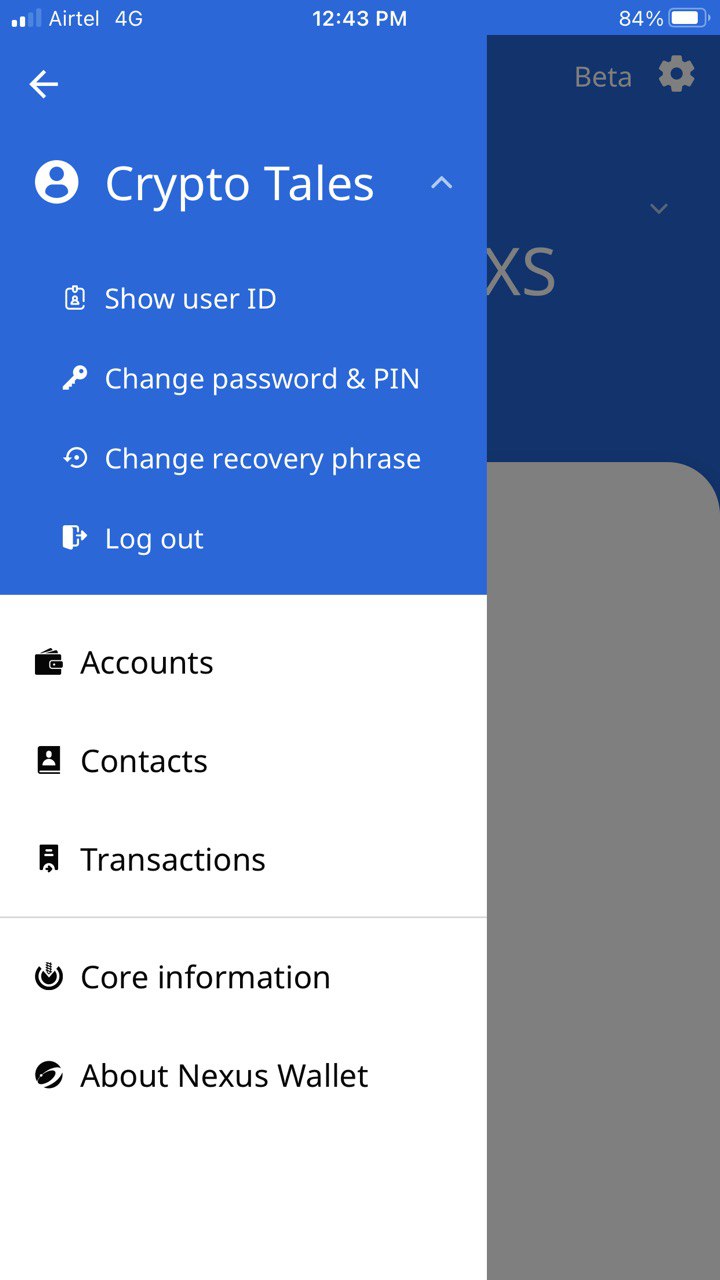 Airtel 4G 12:43 PM 84%
Beta
Crypto Tales
XS
Show user ID
Change password & PIN
Change recovery phrase
Log out
Accounts
Contacts
Transactions
Core information
About Nexus Wallet